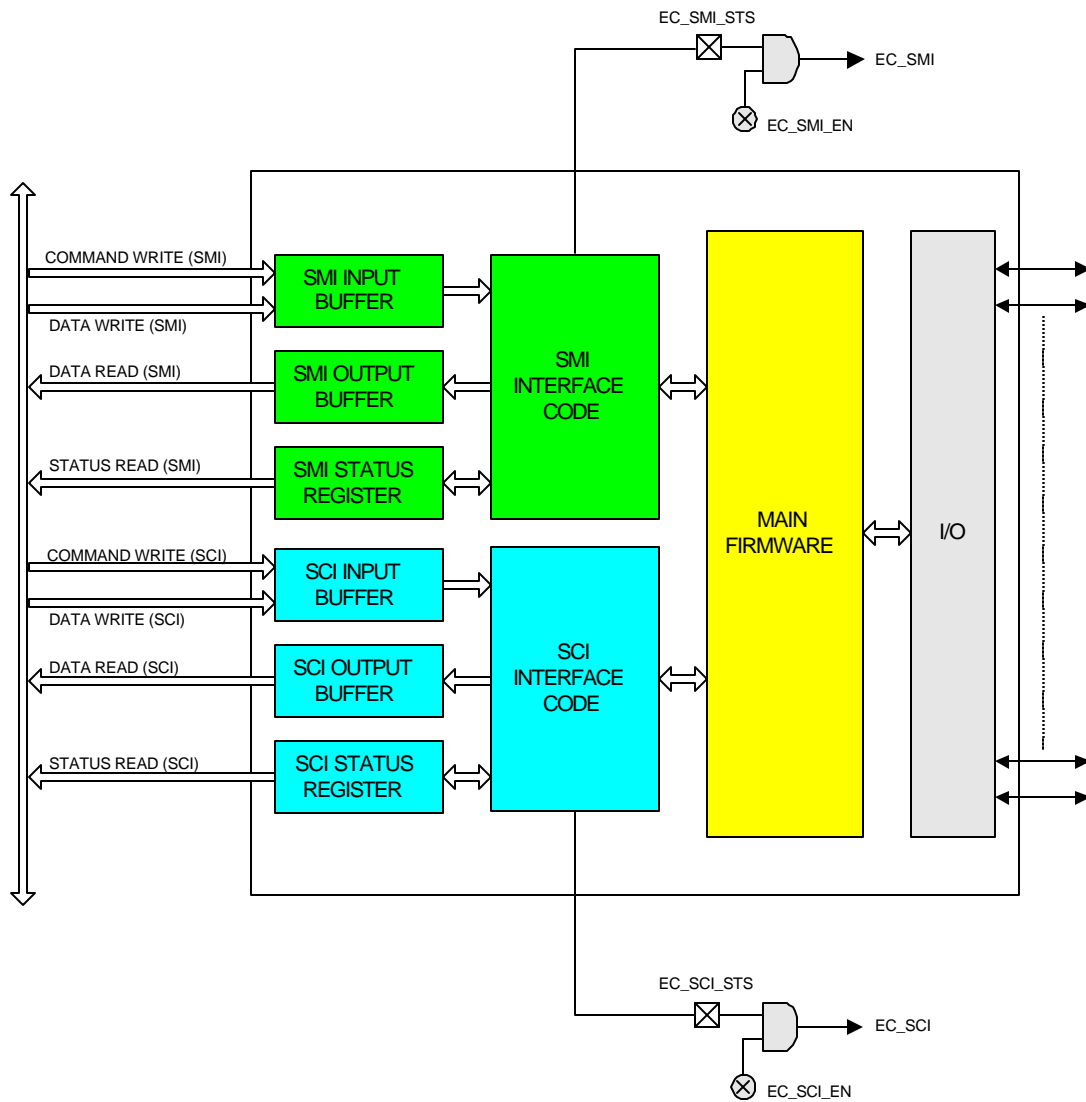 EC_SMI_STS
EC_SMI
EC_SMI_EN
COMMAND WRITE (SMI)
DATA WRITE (SMI)
DATA READ (SMI)
STATUS READ (SMI)
COMMAND WRITE (SCI)
DATA WRITE (SCI)
DATA READ (SCI)
STATUS READ (SCI)
SMI INPUT
BUFFER
SMI OUTPUT
BUFFER
SMI STATUS
REGISTER
SCI INPUT
BUFFER
SCI OUTPUT
BUFFER
SCI STATUS
REGISTER
SMI
INTERFACE
CODE
SCI
INTERFACE
CODE
MAIN
FIRMWARE
I/O
EC_SCI_STS
EC_SCI
EC_SCI_EN